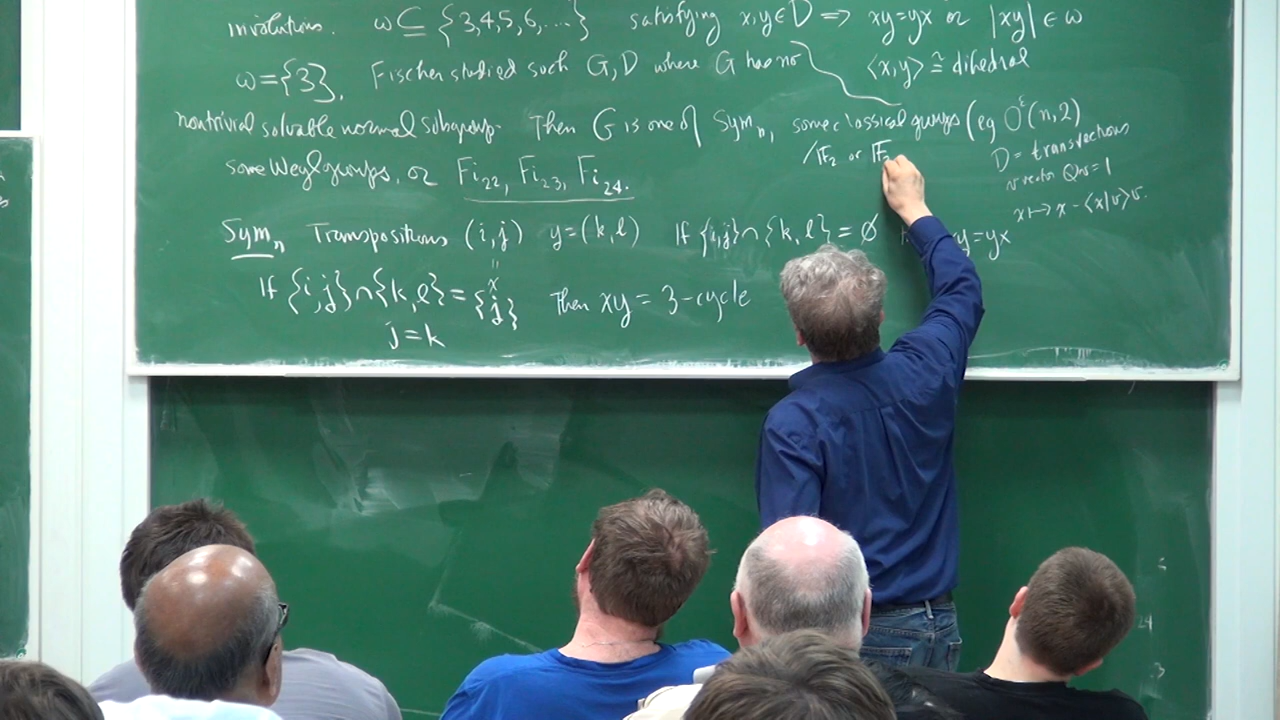 involutions. ω ⊆ {3,4,5,6,...} satisfying x,y∈D ⟹ xy=yx or |xy| ∈ ω
ω={3}, Fischer studied such G,D where G has no ⟨x,y⟩ ≅ dihedral
nontrivial solvable normal subgroup. Then G is one of Sym_n, some classical groups (eg O^ε(n,2)
/𝔽_2 or 𝔽
D = transvections
some Weyl groups, or Fi_22, Fi_23, Fi_24.
v vector Q(v)=1
x ↦ x - ⟨x|v⟩v.
Sym_n Transpositions (i,j) y=(k,l) If {i,j}∩{k,l} = ∅ y=yx
"
x
If {i,j}∩{k,l} = {j} Then xy = 3-cycle
j=k